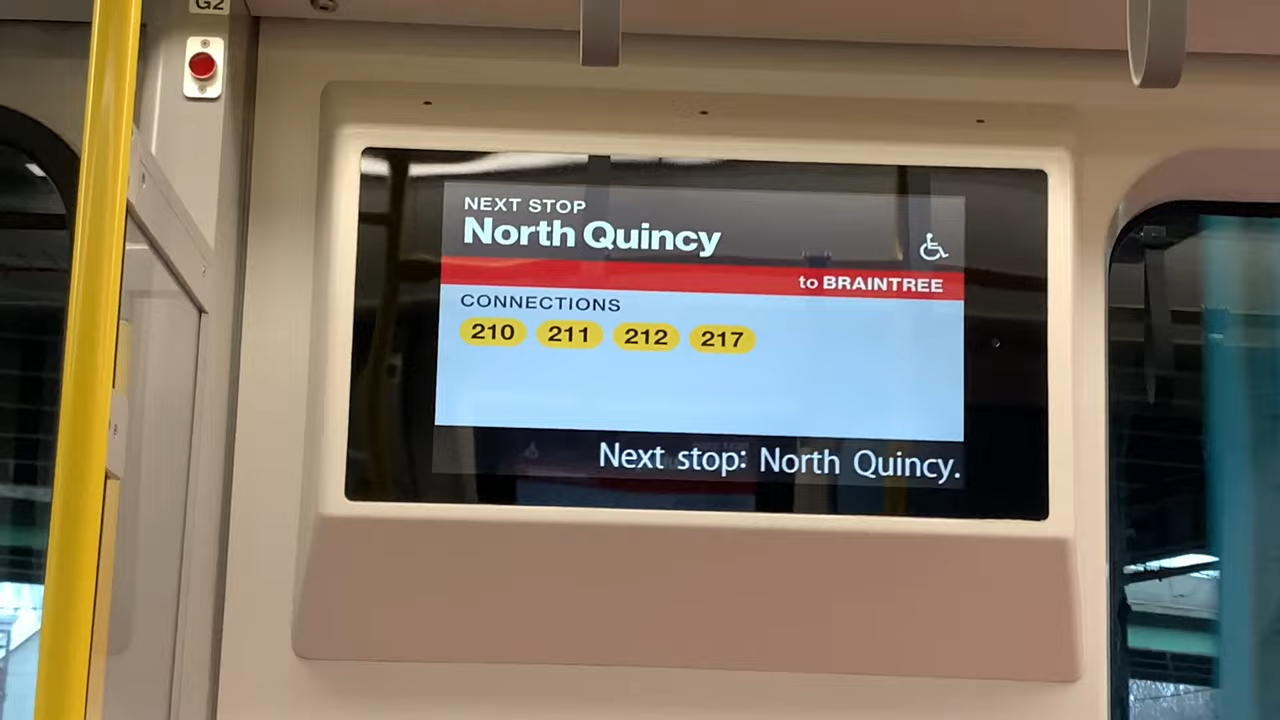 G2
NEXT STOP
North Quincy
to BRAINTREE
CONNECTIONS
210 211 212 217
Next stop: North Quincy.